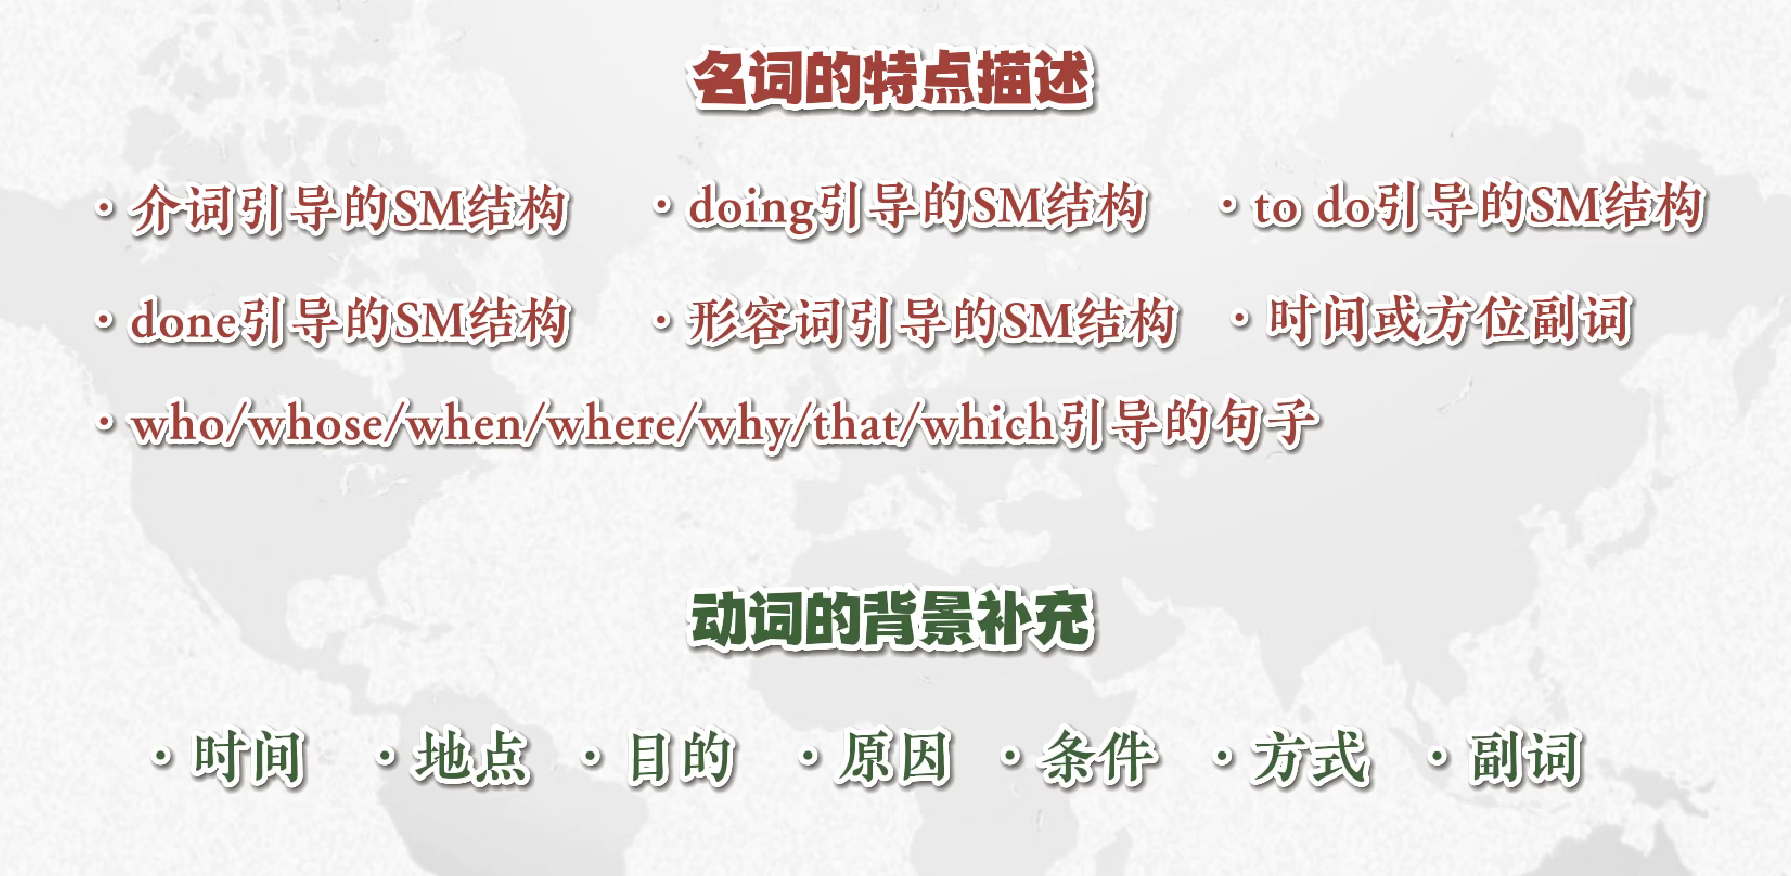 名词的特点描述
· 介词引导的SM结构 · doing引导的SM结构 · to do引导的SM结构
· done引导的SM结构 · 形容词引导的SM结构 · 时间或方位副词
· who/whose/when/where/why/that/which引导的句子
动词的背景补充
· 时间 · 地点 · 目的 · 原因 · 条件 · 方式 · 副词